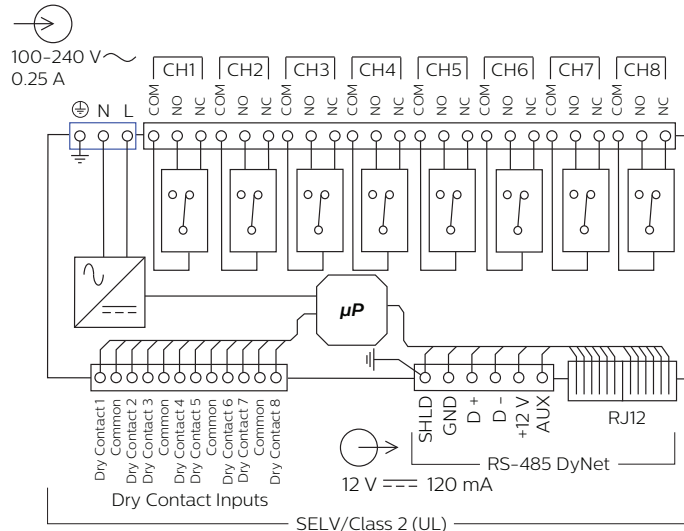 100-240 V~
0.25 A
CH1 CH2 CH3 CH4 CH5 CH6 CH7 CH8
COM NO NC COM NO NC COM NO NC COM NO NC COM NO NC COM NO NC COM NO NC COM NO NC
N L
µP
Dry Contact 1
Common
Dry Contact 2
Dry Contact 3
Common
Dry Contact 4
Dry Contact 5
Common
Dry Contact 6
Dry Contact 7
Common
Dry Contact 8
SHLD
GND
D +
D -
+12 V
AUX
RJ12
RS-485 DyNet
12 V 120 mA
Dry Contact Inputs
SELV/Class 2 (UL)